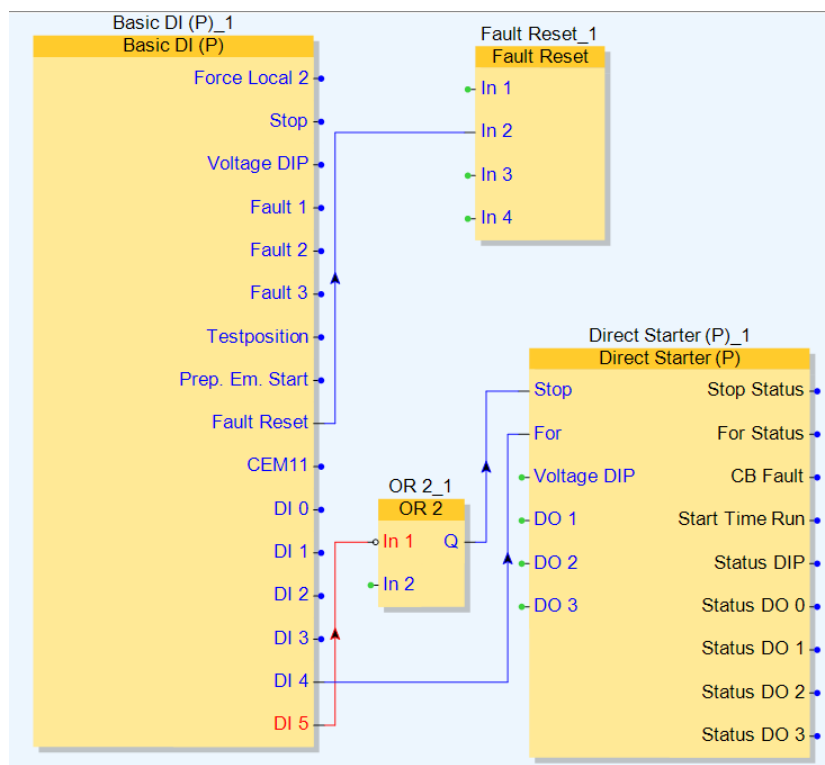 Basic DI (P)_1
Basic DI (P)
Force Local 2
Stop
Voltage DIP
Fault 1
Fault 2
Fault 3
Testposition
Prep. Em. Start
Fault Reset
CEM11
DI 0
DI 1
DI 2
DI 3
DI 4
DI 5
Fault Reset_1
Fault Reset
In 1
In 2
In 3
In 4
OR 2_1
OR 2
In 1 Q
In 2
Direct Starter (P)_1
Direct Starter (P)
Stop Stop Status
For For Status
Voltage DIP CB Fault
DO 1 Start Time Run
DO 2 Status DIP
DO 3 Status DO 0
Status DO 1
Status DO 2
Status DO 3